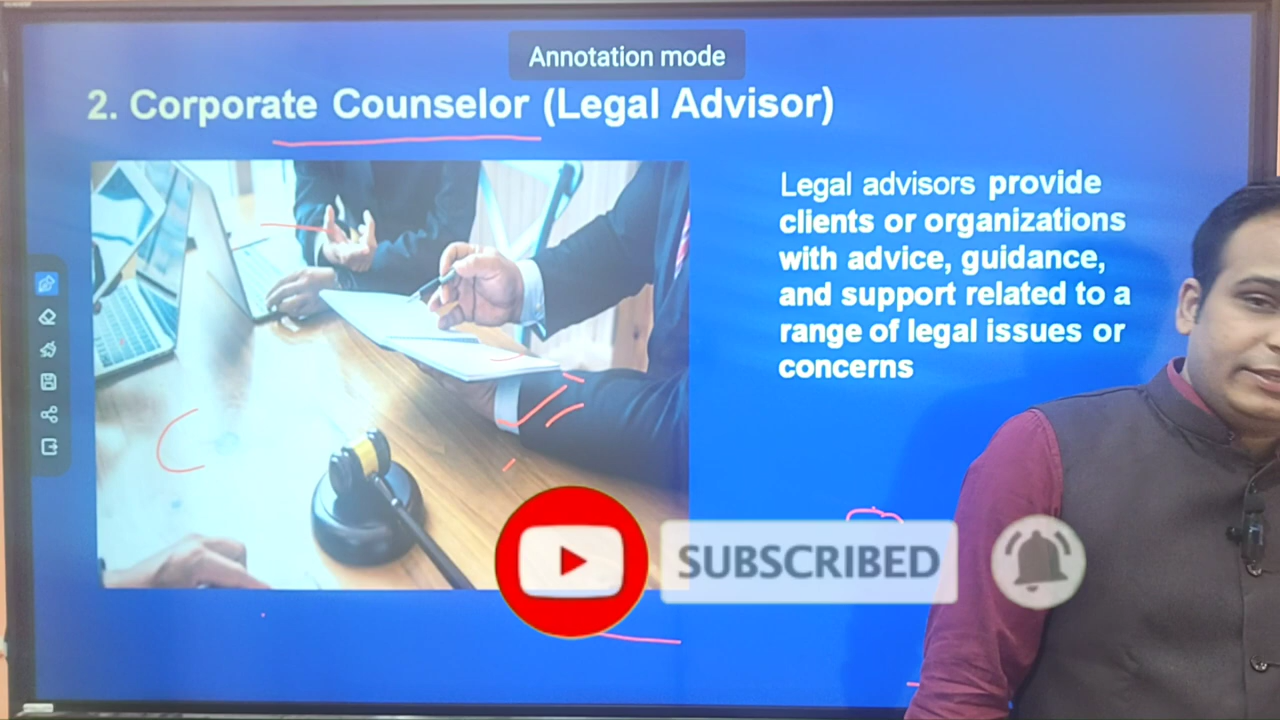 Annotation mode
2. Corporate Counselor (Legal Advisor)
Legal advisors provide
clients or organizations
with advice, guidance,
and support related to a
range of legal issues or
concerns
SUBSCRIBED